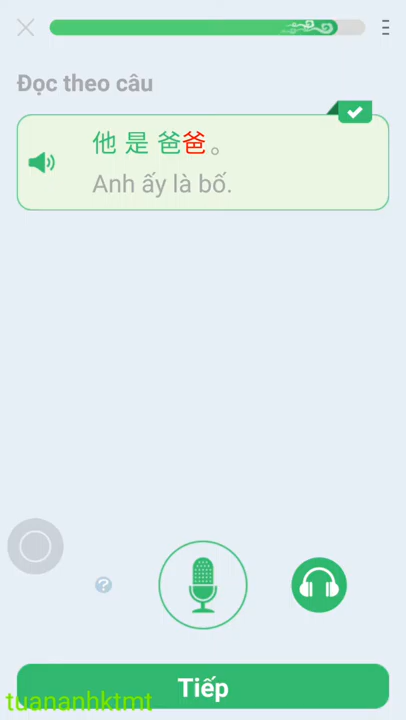 Đọc theo câu
他 是 爸爸。
Anh ấy là bố.
?
Tiếp
tuananhktmt